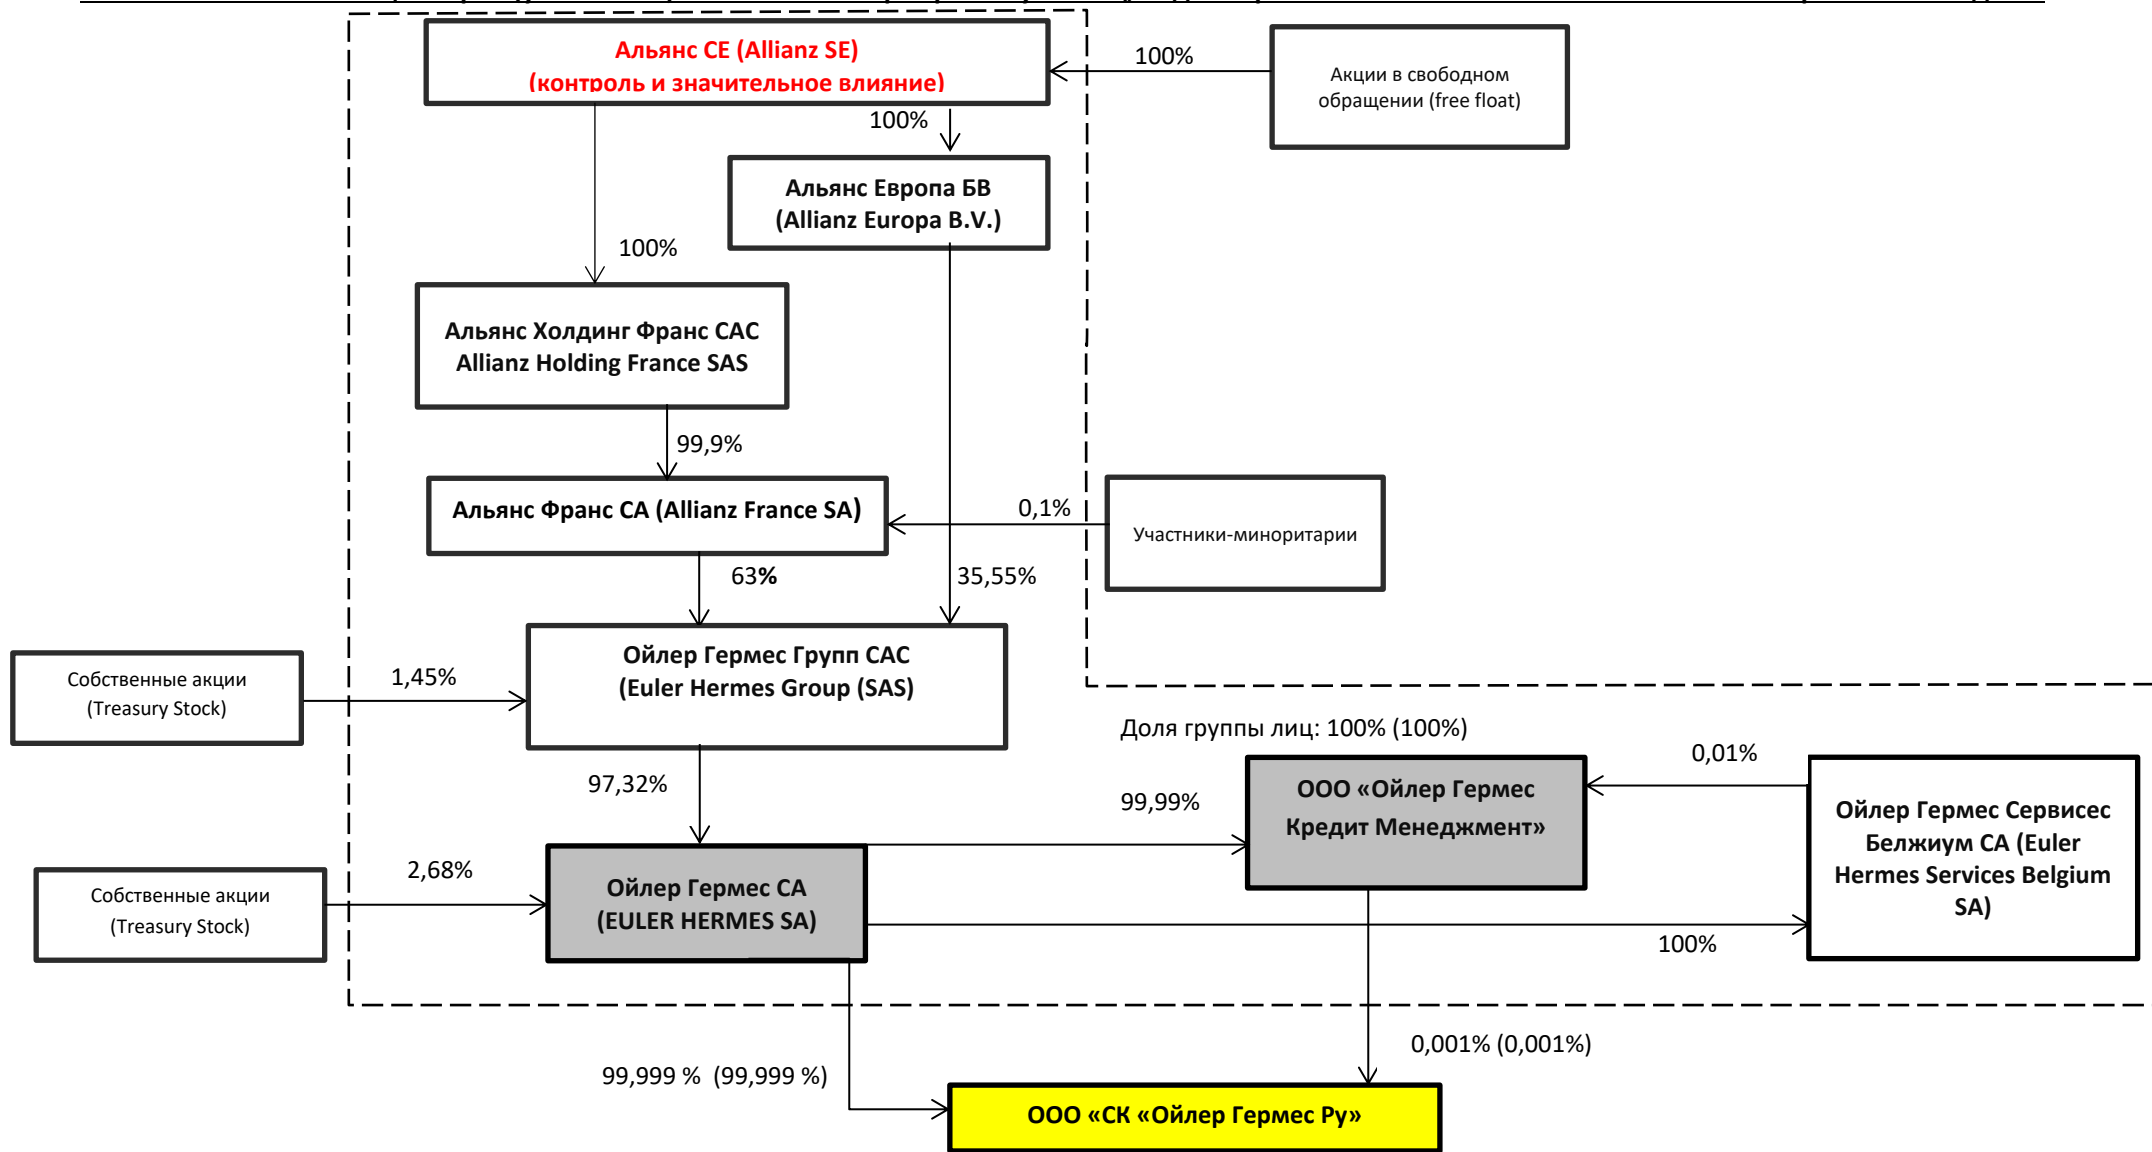 Альянс СЕ (Allianz SE)
(контроль и значительное влияние)
100%
Акции в свободном
обращении (free float)
100%
Альянс Европа БВ
(Allianz Europa B.V.)
100%
Альянс Холдинг Франс САС
Allianz Holding France SAS
99,9%
Альянс Франс СА (Allianz France SA)
0,1%
Участники-миноритарии
63%
35,55%
Ойлер Гермес Групп САС
(Euler Hermes Group (SAS)
Собственные акции
(Treasury Stock)
1,45%
Доля группы лиц: 100% (100%)
97,32%
99,99%
ООО «Ойлер Гермес
Кредит Менеджмент»
0,01%
Ойлер Гермес Сервисес
Белжиум СА (Euler
Hermes Services Belgium
SA)
Собственные акции
(Treasury Stock)
2,68%
Ойлер Гермес СА
(EULER HERMES SA)
100%
0,001% (0,001%)
99,999 % (99,999 %)
ООО «СК «Ойлер Гермес Ру»